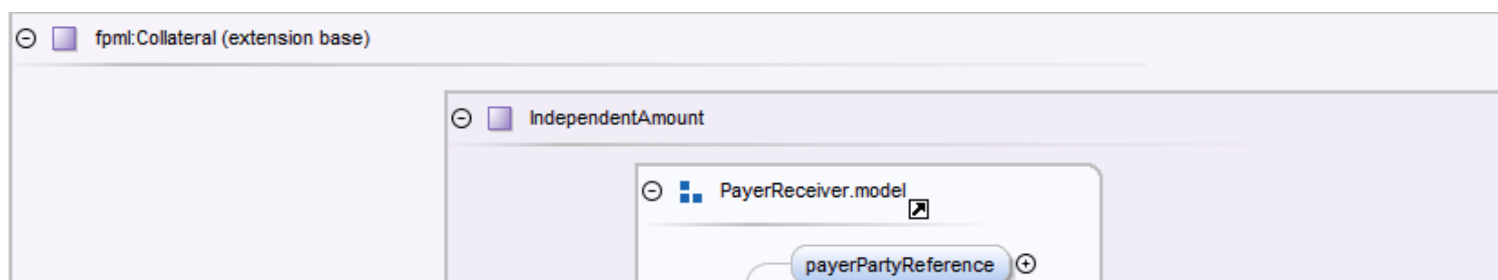 fpml:Collateral (extension base)
IndependentAmount
PayerReceiver.model
payerPartyReference